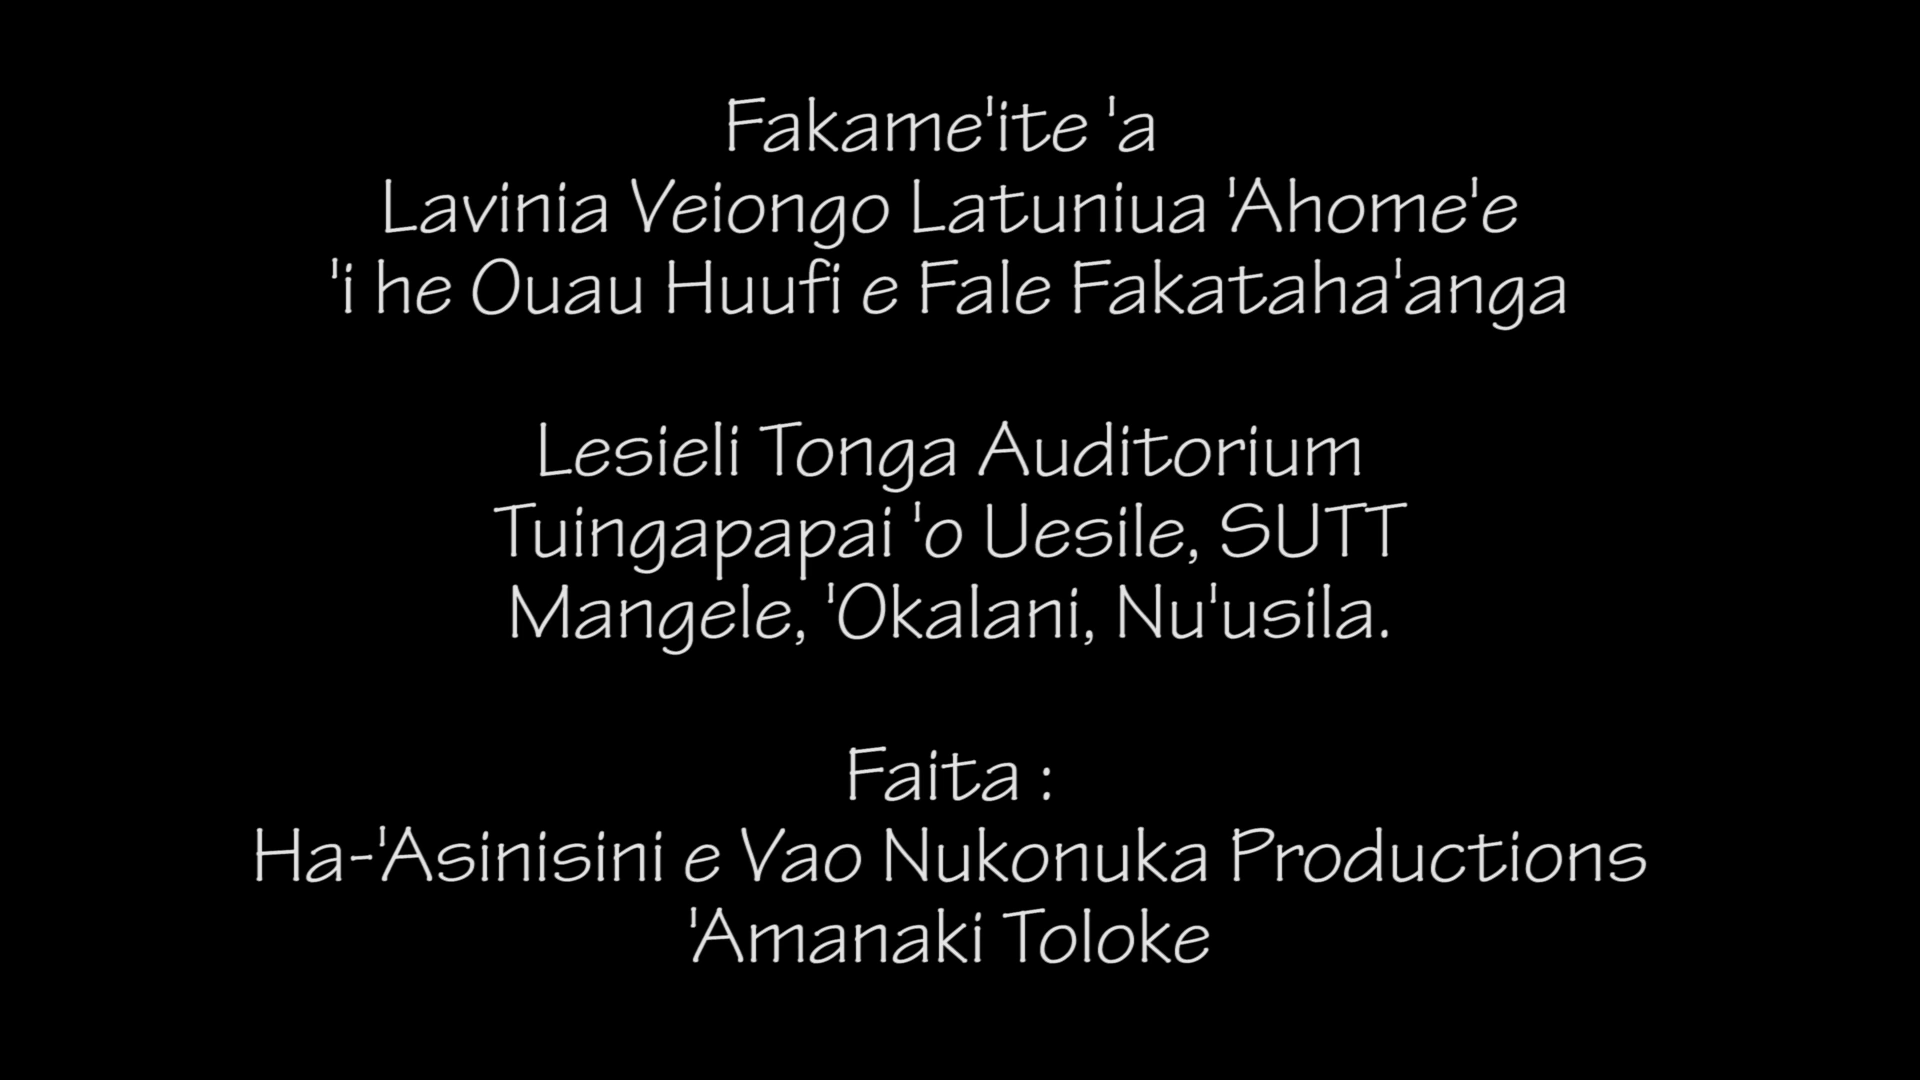 Fakame'ite 'a
Lavinia Veiongo Latuniua 'Ahome'e
'i he Ouau Huufi e Fale Fakataha'anga
Lesieli Tonga Auditorium
Tuingapapai 'o Uesile, SUTT
Mangele, 'Okalani, Nu'usila.
Faita :
Ha-'Asinisini e Vao Nukonuka Productions
'Amanaki Toloke